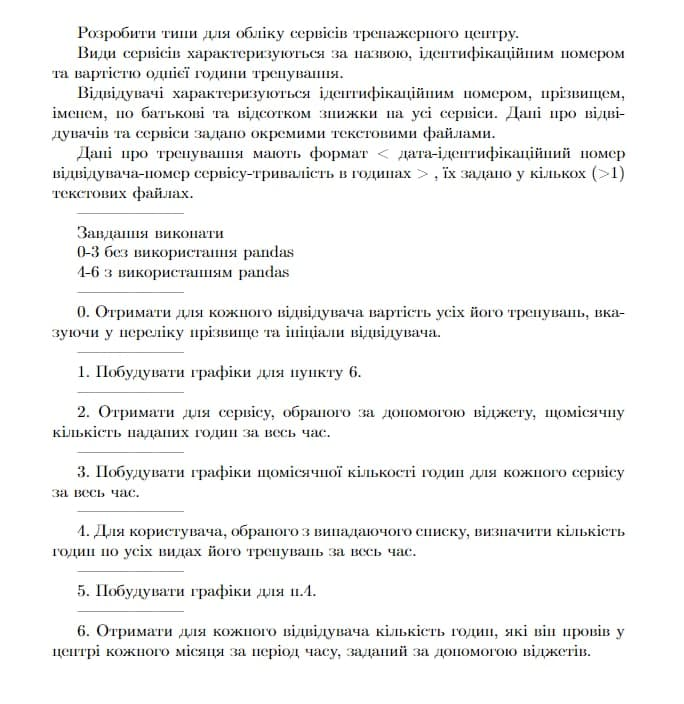 Розробити типи для обліку сервісів тренажерного центру.
Види сервісів характеризуються за назвою, ідентифікаційним номером
та вартістю однієї години тренування.
Відвідувачі характеризуються ідентифікаційним номером, прізвищем,
іменем, по батькові та відсотком знижки на усі сервіси. Дані про відві-
дувачів та сервіси задано окремими текстовими файлами.
Дані про тренування мають формат < дата-ідентифікаційний номер
відвідувача-номер сервісу-тривалість в годинах > , їх задано у кількох (>1)
текстових файлах.
Завдання виконати
0-3 без використання pandas
4-6 з використанням pandas
0. Отримати для кожного відвідувача вартість усіх його тренувань, вка-
зуючи у переліку прізвище та ініціали відвідувача.
1. Побудувати графіки для пункту 6.
2. Отримати для сервісу, обраного за допомогою віджету, щомісячну
кількість наданих годин за весь час.
3. Побудувати графіки щомісячної кількості годин для кожного сервісу
за весь час.
4. Для користувача, обраного з випадаючого списку, визначити кількість
годин по усіх видах його тренувань за весь час.
5. Побудувати графіки для п.4.
6. Отримати для кожного відвідувача кількість годин, які він провів у
центрі кожного місяця за період часу, заданий за допомогою віджетів.